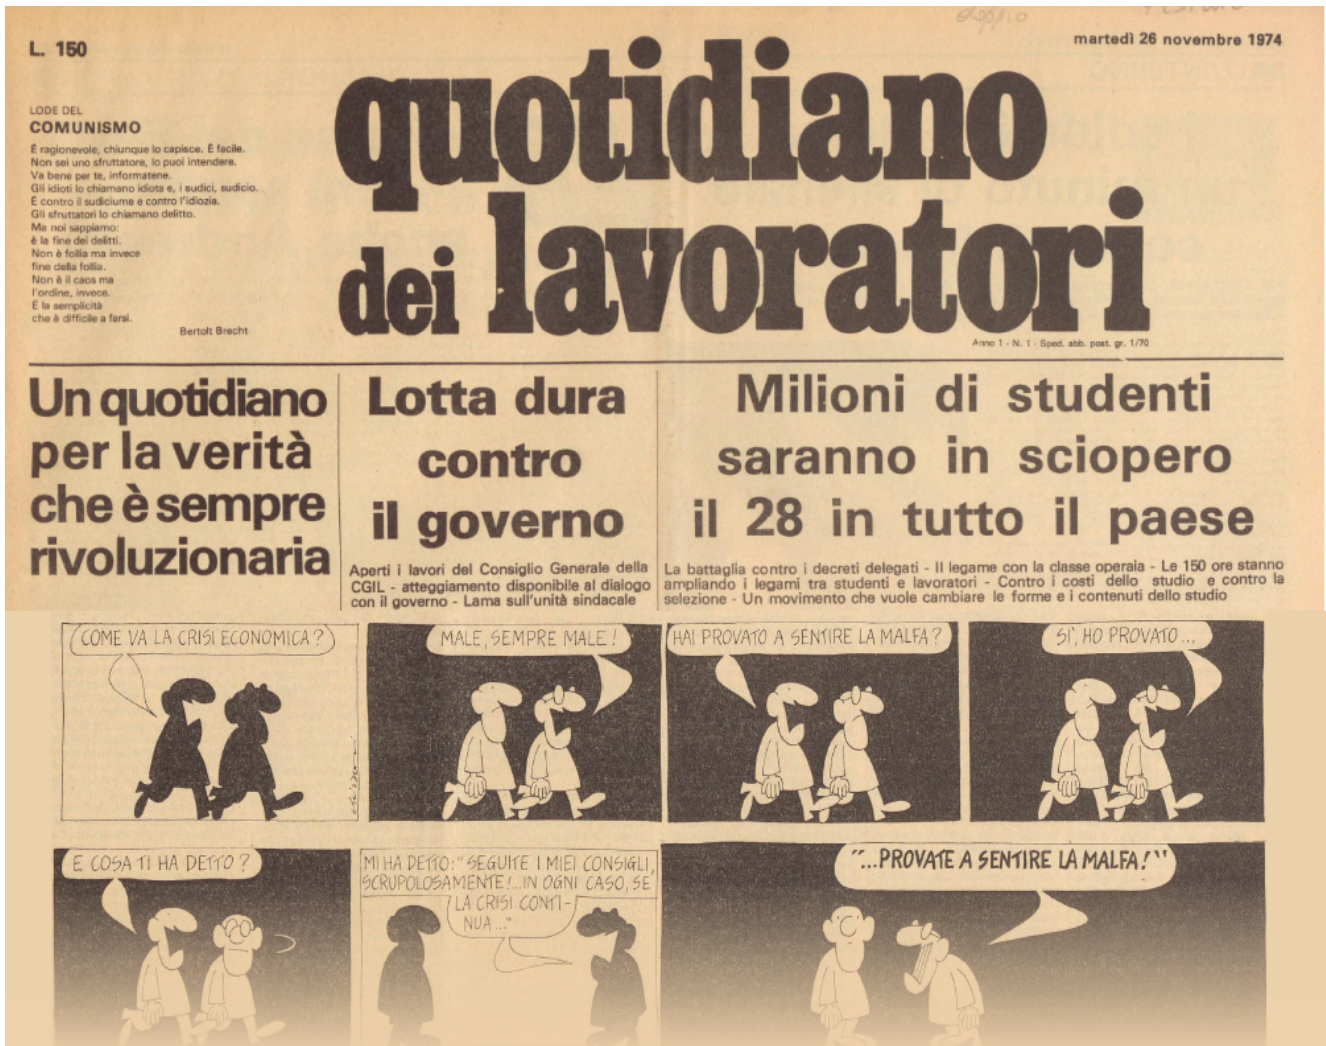 L. 150
martedì 26 novembre 1974
LODE DEL
COMUNISMO
É ragionevole, chiunque lo capisce. É facile.
Non sei uno sfruttatore, lo puoi intendere.
Va bene per te, informatene.
Gli idioti lo chiamano idiota e, i sudici, sudicio.
É contro il sudiciume e contro l'idiozia.
Gli sfruttatori lo chiamano delitto.
Ma noi sappiamo:
è la fine dei delitti.
Non è follia ma invece
fine della follia.
Non è il caos ma
l'ordine, invece.
É la semplicità
che è difficile a farsi.
Bertolt Brecht
quotidiano
dei lavoratori
Anno 1 - N. 1 - Sped. abb. post. gr. 1/70
Un quotidiano
per la verità
che è sempre
rivoluzionaria
Lotta dura
contro
il governo
Aperti i lavori del Consiglio Generale della
CGIL - atteggiamento disponibile al dialogo
con il governo - Lama sull'unità sindacale
Milioni di studenti
saranno in sciopero
il 28 in tutto il paese
La battaglia contro i decreti delegati - Il legame con la classe operaia - Le 150 ore stanno
ampliando i legami tra studenti e lavoratori - Contro i costi dello studio e contro la
selezione - Un movimento che vuole cambiare le forme e i contenuti dello studio
COME VA LA CRISI ECONOMICA?
MALE, SEMPRE MALE!
HAI PROVATO A SENTIRE LA MALFA?
SI', HO PROVATO...
E COSA TI HA DETTO?
MI HA DETTO: "SEGUITE I MIEI CONSIGLI,
SCRUPOLOSAMENTE!...IN OGNI CASO, SE
LA CRISI CONTI-
NUA..."
"...PROVATE A SENTIRE LA MALFA!"